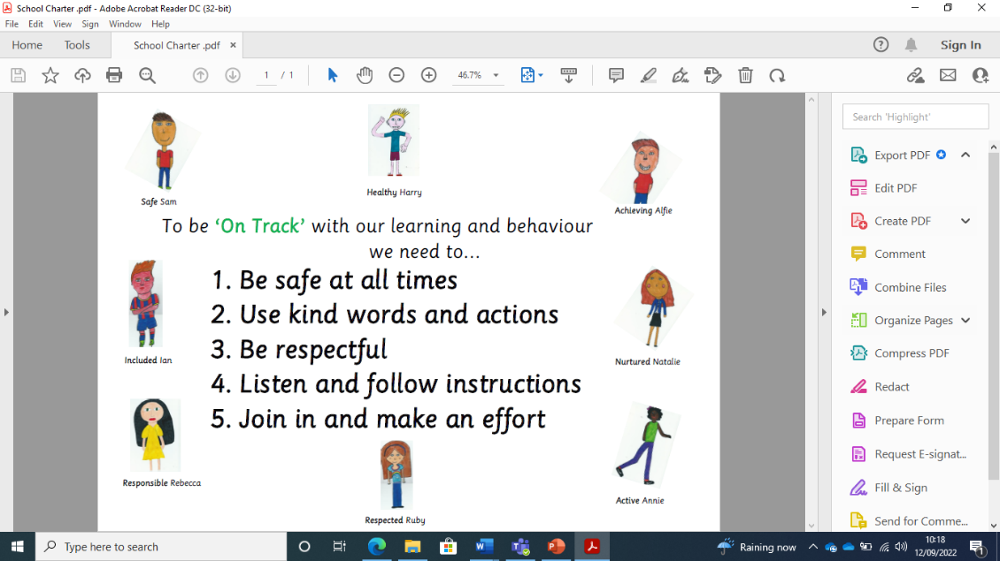 School Charter .pdf - Adobe Acrobat Reader DC (32-bit)
File Edit View Sign Window Help
Home Tools School Charter .pdf × Sign In
1 / 1 46.7%
Search 'Highlight'
Export PDF
Edit PDF
Create PDF
Comment
Combine Files
Organize Pages
Compress PDF
Redact
Prepare Form
Request E-signat...
Fill & Sign
Send for Comme...
Safe Sam
Healthy Harry
Achieving Alfie
To be ‘On Track’ with our learning and behaviour
we need to...
1. Be safe at all times
2. Use kind words and actions
3. Be respectful
4. Listen and follow instructions
5. Join in and make an effort
Included Ian
Nurtured Natalie
Responsible Rebecca
Respected Ruby
Active Annie
Type here to search
Raining now
10:18
12/09/2022
1